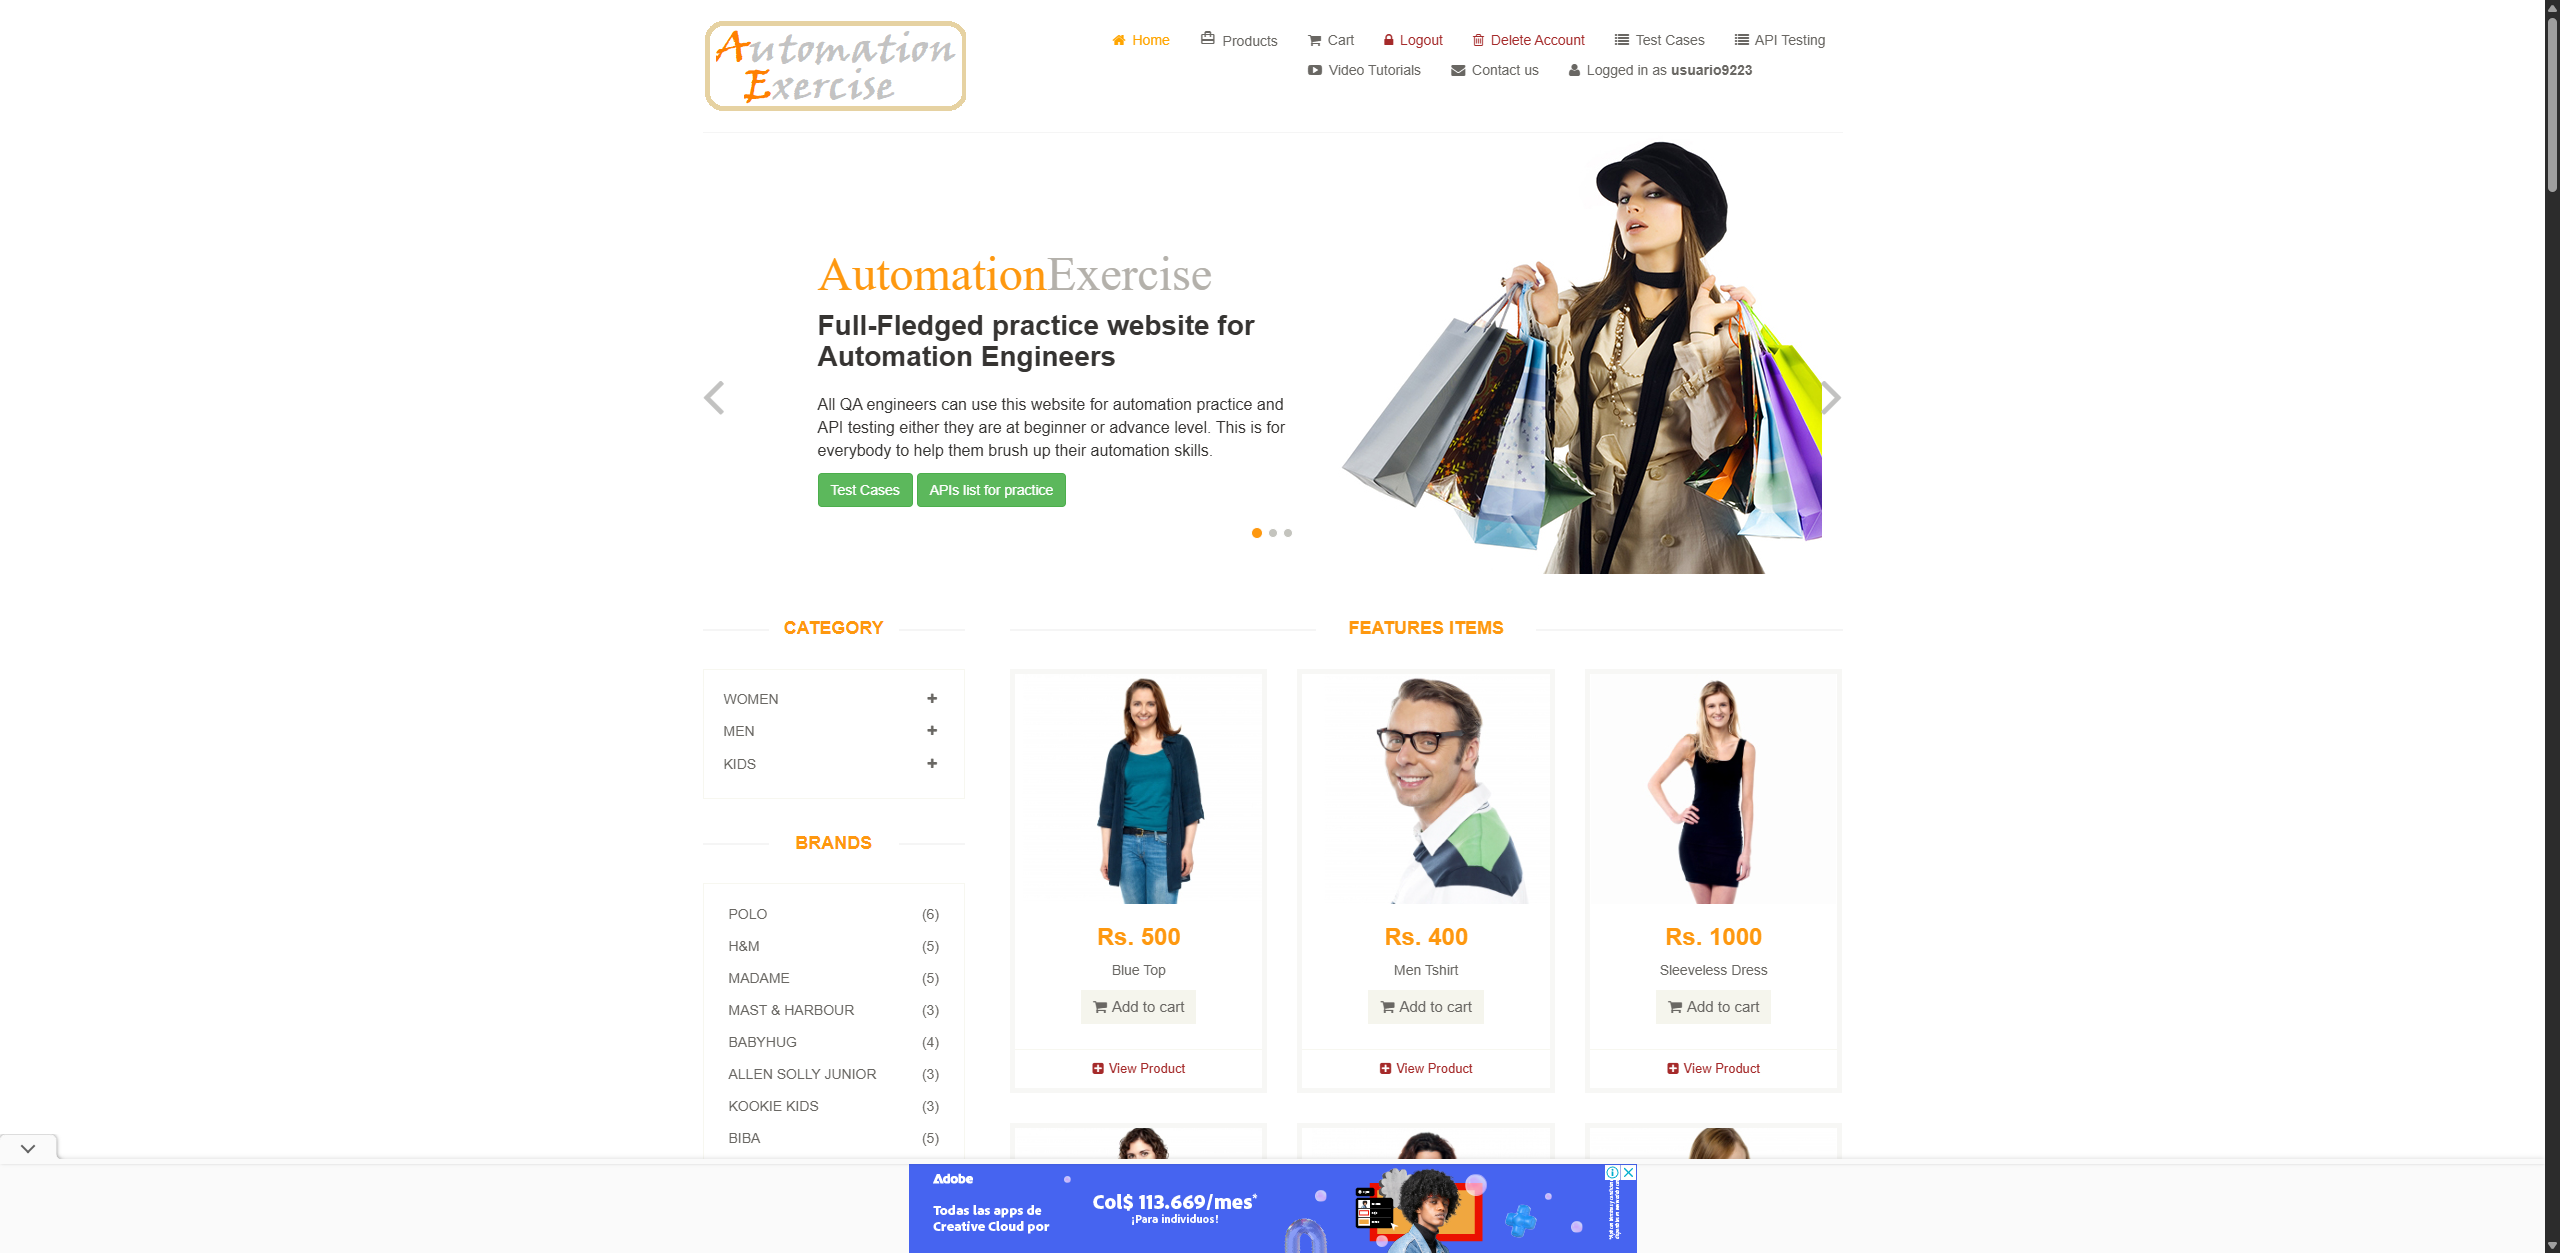 Automation
Exercise
Home
Products
Cart
Logout
Delete Account
Test Cases
API Testing
Video Tutorials
Contact us
Logged in as usuario9223
AutomationExercise
Full-Fledged practice website for
Automation Engineers
All QA engineers can use this website for automation practice and
API testing either they are at beginner or advance level. This is for
everybody to help them brush up their automation skills.
Test Cases
APIs list for practice
CATEGORY
WOMEN
MEN
KIDS
BRANDS
POLO (6)
H&M (5)
MADAME (5)
MAST & HARBOUR (3)
BABYHUG (4)
ALLEN SOLLY JUNIOR (3)
KOOKIE KIDS (3)
BIBA (5)
FEATURES ITEMS
Rs. 500
Blue Top
Add to cart
View Product
Rs. 400
Men Tshirt
Add to cart
View Product
Rs. 1000
Sleeveless Dress
Add to cart
View Product
Adobe
Todas las apps de
Creative Cloud por
Col$ 113.669/mes*
¡Para individuos!